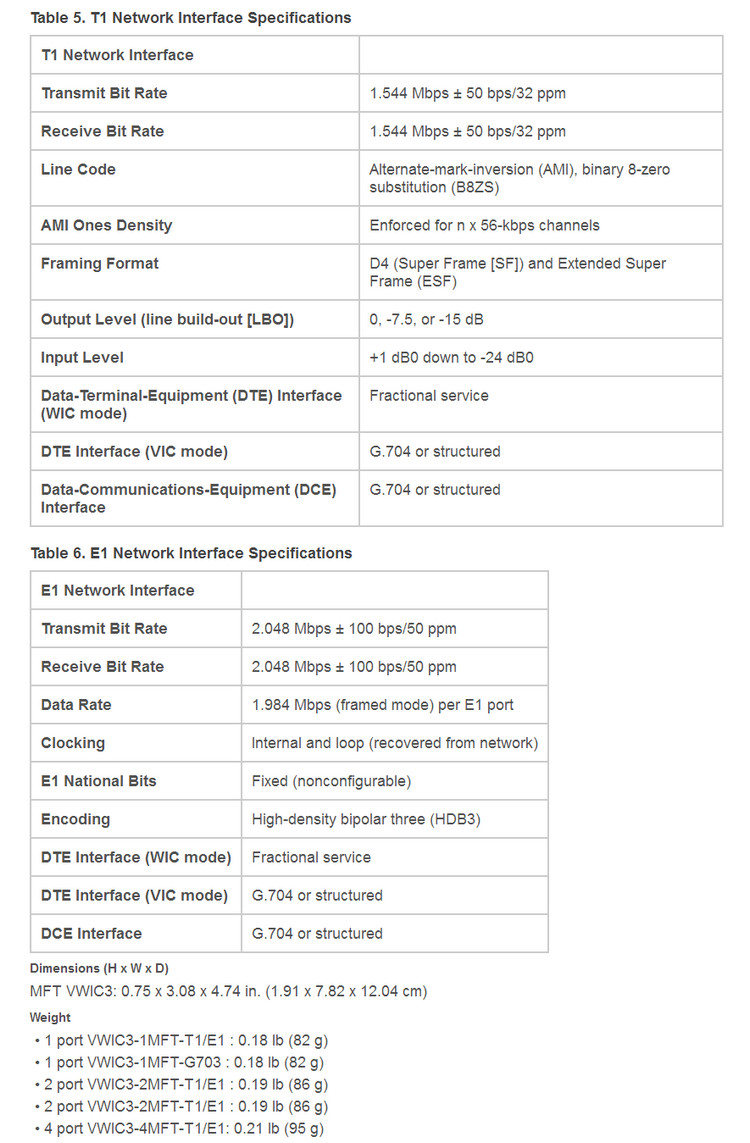 Table 5. T1 Network Interface Specifications
T1 Network Interface
Transmit Bit Rate
1.544 Mbps ± 50 bps/32 ppm
Receive Bit Rate
1.544 Mbps ± 50 bps/32 ppm
Line Code
Alternate-mark-inversion (AMI), binary 8-zero
substitution (B8ZS)
AMI Ones Density
Enforced for n x 56-kbps channels
Framing Format
D4 (Super Frame [SF]) and Extended Super
Frame (ESF)
Output Level (line build-out [LBO])
0, -7.5, or -15 dB
Input Level
+1 dB0 down to -24 dB0
Data-Terminal-Equipment (DTE) Interface
(WIC mode)
Fractional service
DTE Interface (VIC mode)
G.704 or structured
Data-Communications-Equipment (DCE)
Interface
G.704 or structured
Table 6. E1 Network Interface Specifications
E1 Network Interface
Transmit Bit Rate
2.048 Mbps ± 100 bps/50 ppm
Receive Bit Rate
2.048 Mbps ± 100 bps/50 ppm
Data Rate
1.984 Mbps (framed mode) per E1 port
Clocking
Internal and loop (recovered from network)
E1 National Bits
Fixed (nonconfigurable)
Encoding
High-density bipolar three (HDB3)
DTE Interface (WIC mode)
Fractional service
DTE Interface (VIC mode)
G.704 or structured
DCE Interface
G.704 or structured
Dimensions (H x W x D)
MFT VWIC3: 0.75 x 3.08 x 4.74 in. (1.91 x 7.82 x 12.04 cm)
Weight
• 1 port VWIC3-1MFT-T1/E1 : 0.18 lb (82 g)
• 1 port VWIC3-1MFT-G703 : 0.18 lb (82 g)
• 2 port VWIC3-2MFT-T1/E1 : 0.19 lb (86 g)
• 2 port VWIC3-2MFT-T1/E1 : 0.19 lb (86 g)
• 4 port VWIC3-4MFT-T1/E1: 0.21 lb (95 g)